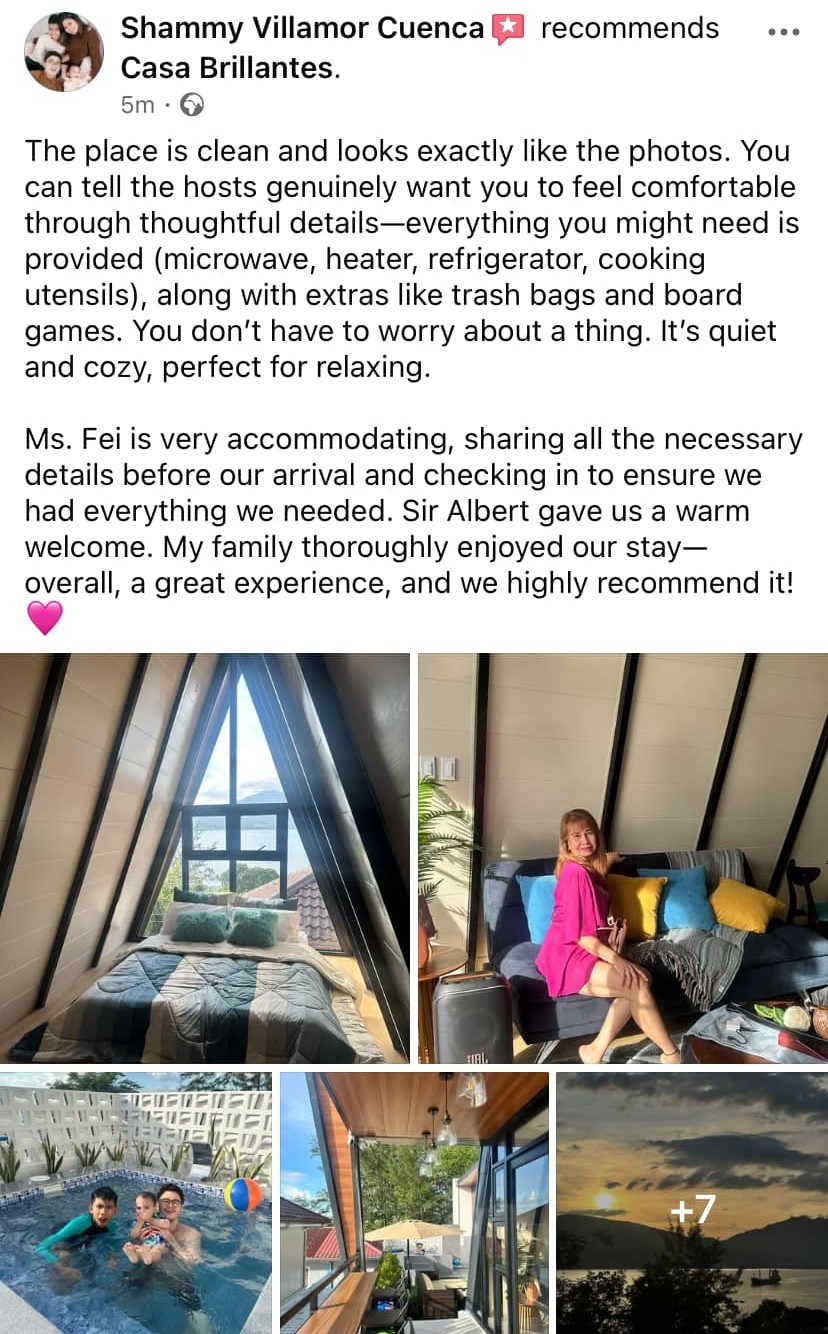 Shammy Villamor Cuenca recommends
Casa Brillantes.
5m ·
The place is clean and looks exactly like the photos. You
can tell the hosts genuinely want you to feel comfortable
through thoughtful details—everything you might need is
provided (microwave, heater, refrigerator, cooking
utensils), along with extras like trash bags and board
games. You don’t have to worry about a thing. It’s quiet
and cozy, perfect for relaxing.
Ms. Fei is very accommodating, sharing all the necessary
details before our arrival and checking in to ensure we
had everything we needed. Sir Albert gave us a warm
welcome. My family thoroughly enjoyed our stay—
overall, a great experience, and we highly recommend it!
JBL
+7